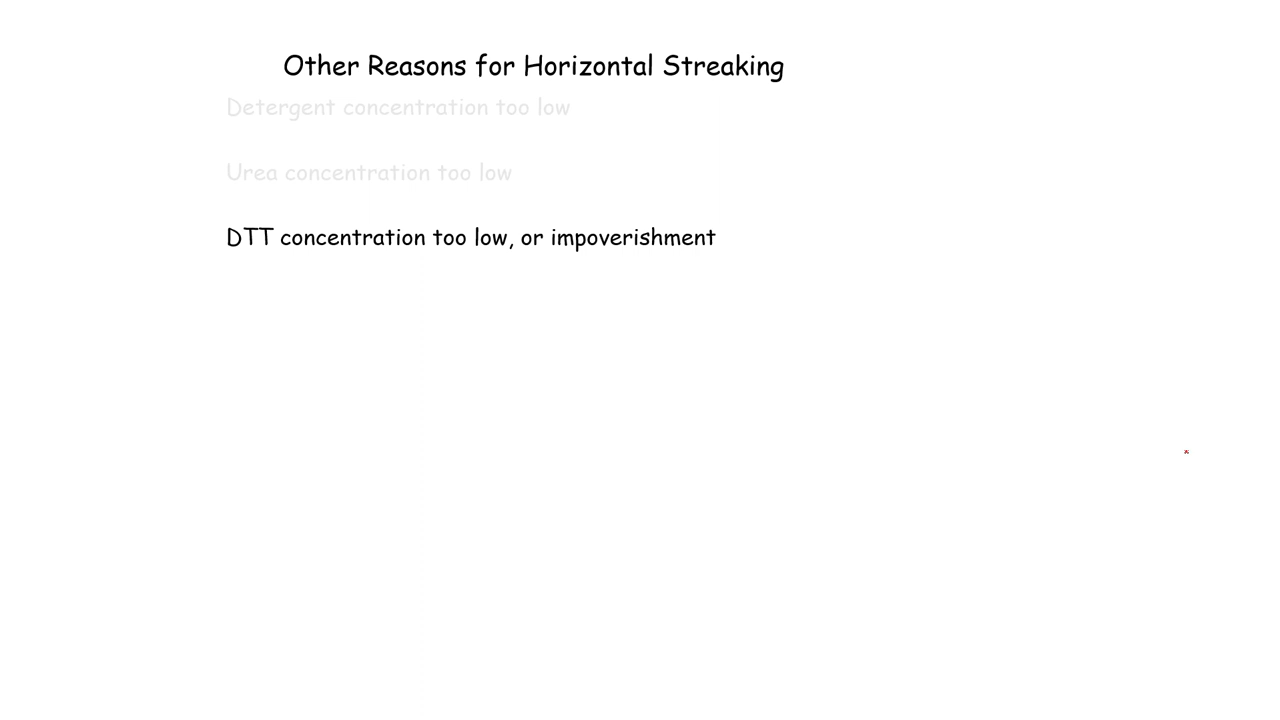 Other Reasons for Horizontal Streaking
Detergent concentration too low
Urea concentration too low
DTT concentration too low, or impoverishment